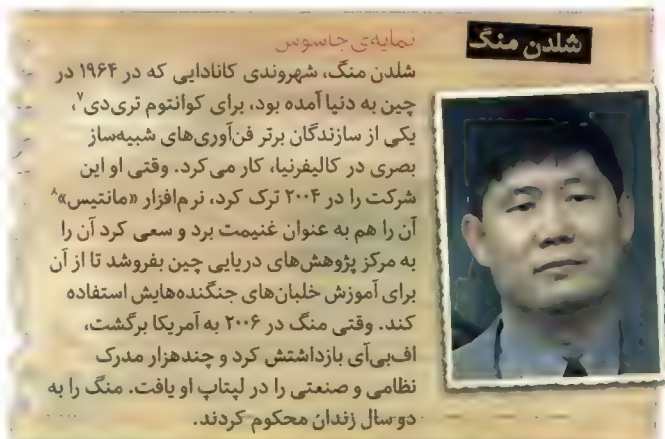 شلدن منگ
نمایه‌ی جاسوس
شلدن منگ، شهروندی کانادایی که در ۱۹۶۴ در
چین به دنیا آمده بود، برای کوانتوم تری‌دی۷،
یکی از سازندگان برتر فن‌آوری‌های شبیه‌ساز
بصری در کالیفرنیا، کار می‌کرد. وقتی او این
شرکت را در ۲۰۰۴ ترک کرد، نرم‌افزار «مانتیس»۸
آن را هم به عنوان غنیمت برد و سعی کرد آن را
به مرکز پژوهش‌های دریایی چین بفروشد تا از آن
برای آموزش خلبان‌های جنگنده‌هایش استفاده
کند. وقتی منگ در ۲۰۰۶ به آمریکا برگشت،
اف‌بی‌آی بازداشتش کرد و چندهزار مدرک
نظامی و صنعتی را در لپتاپ او یافت. منگ را به
دو سال زندان محکوم کردند.